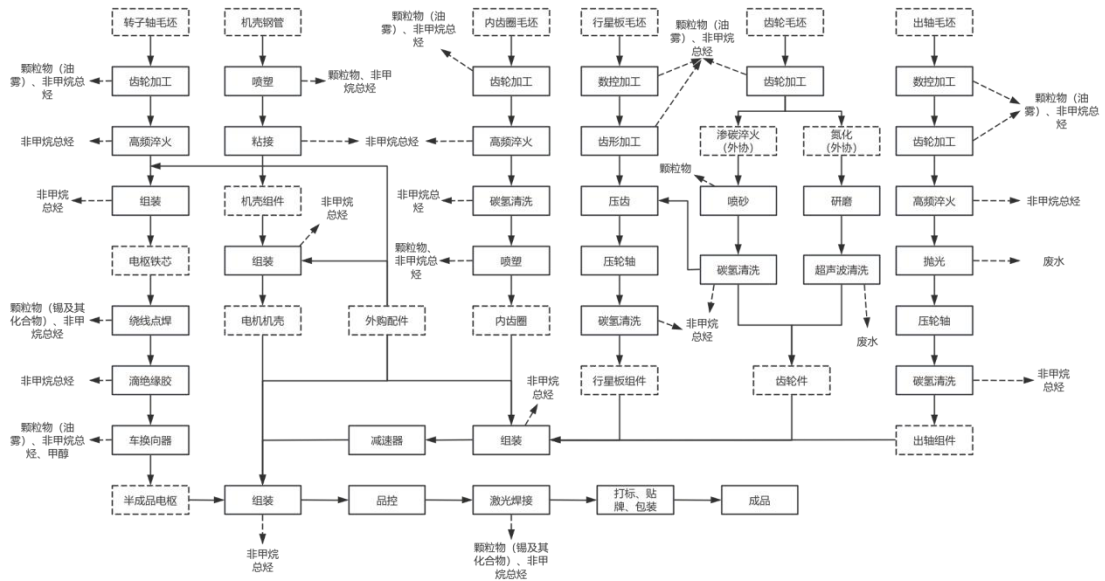 转子轴毛坯
机壳钢管
内齿圈毛坯
行星板毛坯
齿轮毛坯
出轴毛坯
颗粒物（油
雾）、非甲烷总
烃
齿轮加工
喷塑
颗粒物、非甲
烷总烃
颗粒物（油
雾）、非甲烷总
烃
齿轮加工
数控加工
颗粒物（油
雾）、非甲烷
总烃
齿轮加工
数控加工
颗粒物（油
雾）、非甲烷总烃
非甲烷总烃
高频淬火
粘接
非甲烷总烃
高频淬火
齿形加工
渗碳淬火
（外协）
氮化
（外协）
齿轮加工
非甲烷
总烃
组装
机壳组件
非甲烷
总烃
非甲烷总
烃
碳氢清洗
压齿
颗粒物
喷砂
研磨
高频淬火
非甲烷总烃
电枢铁芯
组装
颗粒物、
非甲烷总
烃
喷塑
压轮轴
碳氢清洗
超声波清洗
抛光
废水
颗粒物（锡及其
化合物）、非甲
烷总烃
绕线点焊
电机机壳
外购配件
内齿圈
碳氢清洗
非甲烷
总烃
废水
压轮轴
非甲烷总烃
滴绝缘胶
非甲烷
总烃
行星板组件
齿轮件
碳氢清洗
非甲烷
总烃
颗粒物（油
雾）、非甲烷总
烃、甲醇
车换向器
减速器
组装
出轴组件
半成品电枢
组装
品控
激光焊接
打标、贴
牌、包装
成品
非甲烷
总烃
颗粒物（锡及其
化合物）、非甲
烷总烃